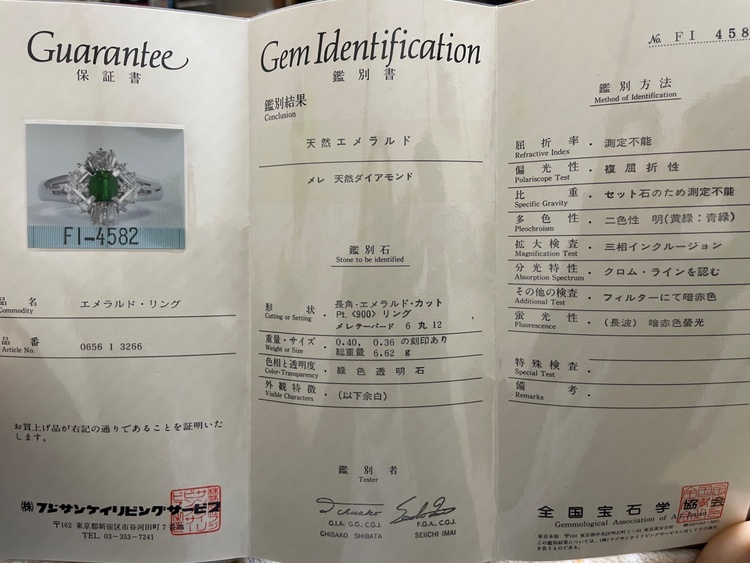 Guarantee
保証書
FI-4582
品名
Commodity
エメラルド・リング
品番
Article No.
0656 I 3266
お買上げ品が右記の通りであることを証明いた
します。
㈱フジサンケイリビングサービス
〒162 東京都新宿区市谷河田町7
TEL. 03-353-7241
Gem Identification
鑑別書
鑑別結果
Conclusion
天然エメラルド
メレ 天然ダイアモンド
鑑別石
Stone to be identified
形状
Cutting or Setting
長角・エメラルド・カット
Pt.〈900〉リング
メレテーパード 6 丸 12
重量・サイズ
Weight or Size
0.40, 0.36 の刻印あり
総重量 6.62 g
色相と透明度
Color・Transparency
緑色透明石
外観特徴
Visible Characters
(以下余白)
鑑別者
Tester
G.I.A. G.G., C.G.J.
CHISAKO SHIBATA
F.G.A., C.G.J.
SEIICHI IMAI
No. FI 458
鑑別方法
Method of Identification
屈折率
Refractive Index
測定不能
偏光性
Polariscope Test
複屈折性
比重
Specific Gravity
セット石のため測定不能
多色性
Pleochroism
二色性 明(黄緑:青緑)
拡大検査
Magnification Test
三相インクルージョン
分光特性
Absorption Spectrum
クロム・ラインを認む
その他の検査
Additional Test
フィルターにて暗赤色
蛍光性
Fluorescence
(長波) 暗赤色螢光
特殊検査
Special Test
備考
Remarks
全国宝石学協会
Gemmological Association of All Japan